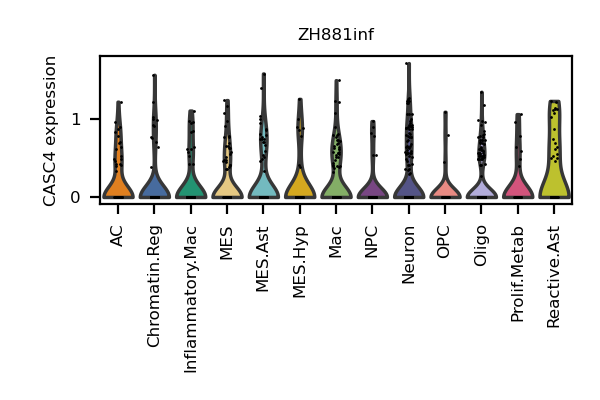 ZH881inf
CASC4 expression
1
0
AC
Chromatin.Reg
Inflammatory.Mac
MES
MES.Ast
MES.Hyp
Mac
NPC
Neuron
OPC
Oligo
Prolif.Metab
Reactive.Ast